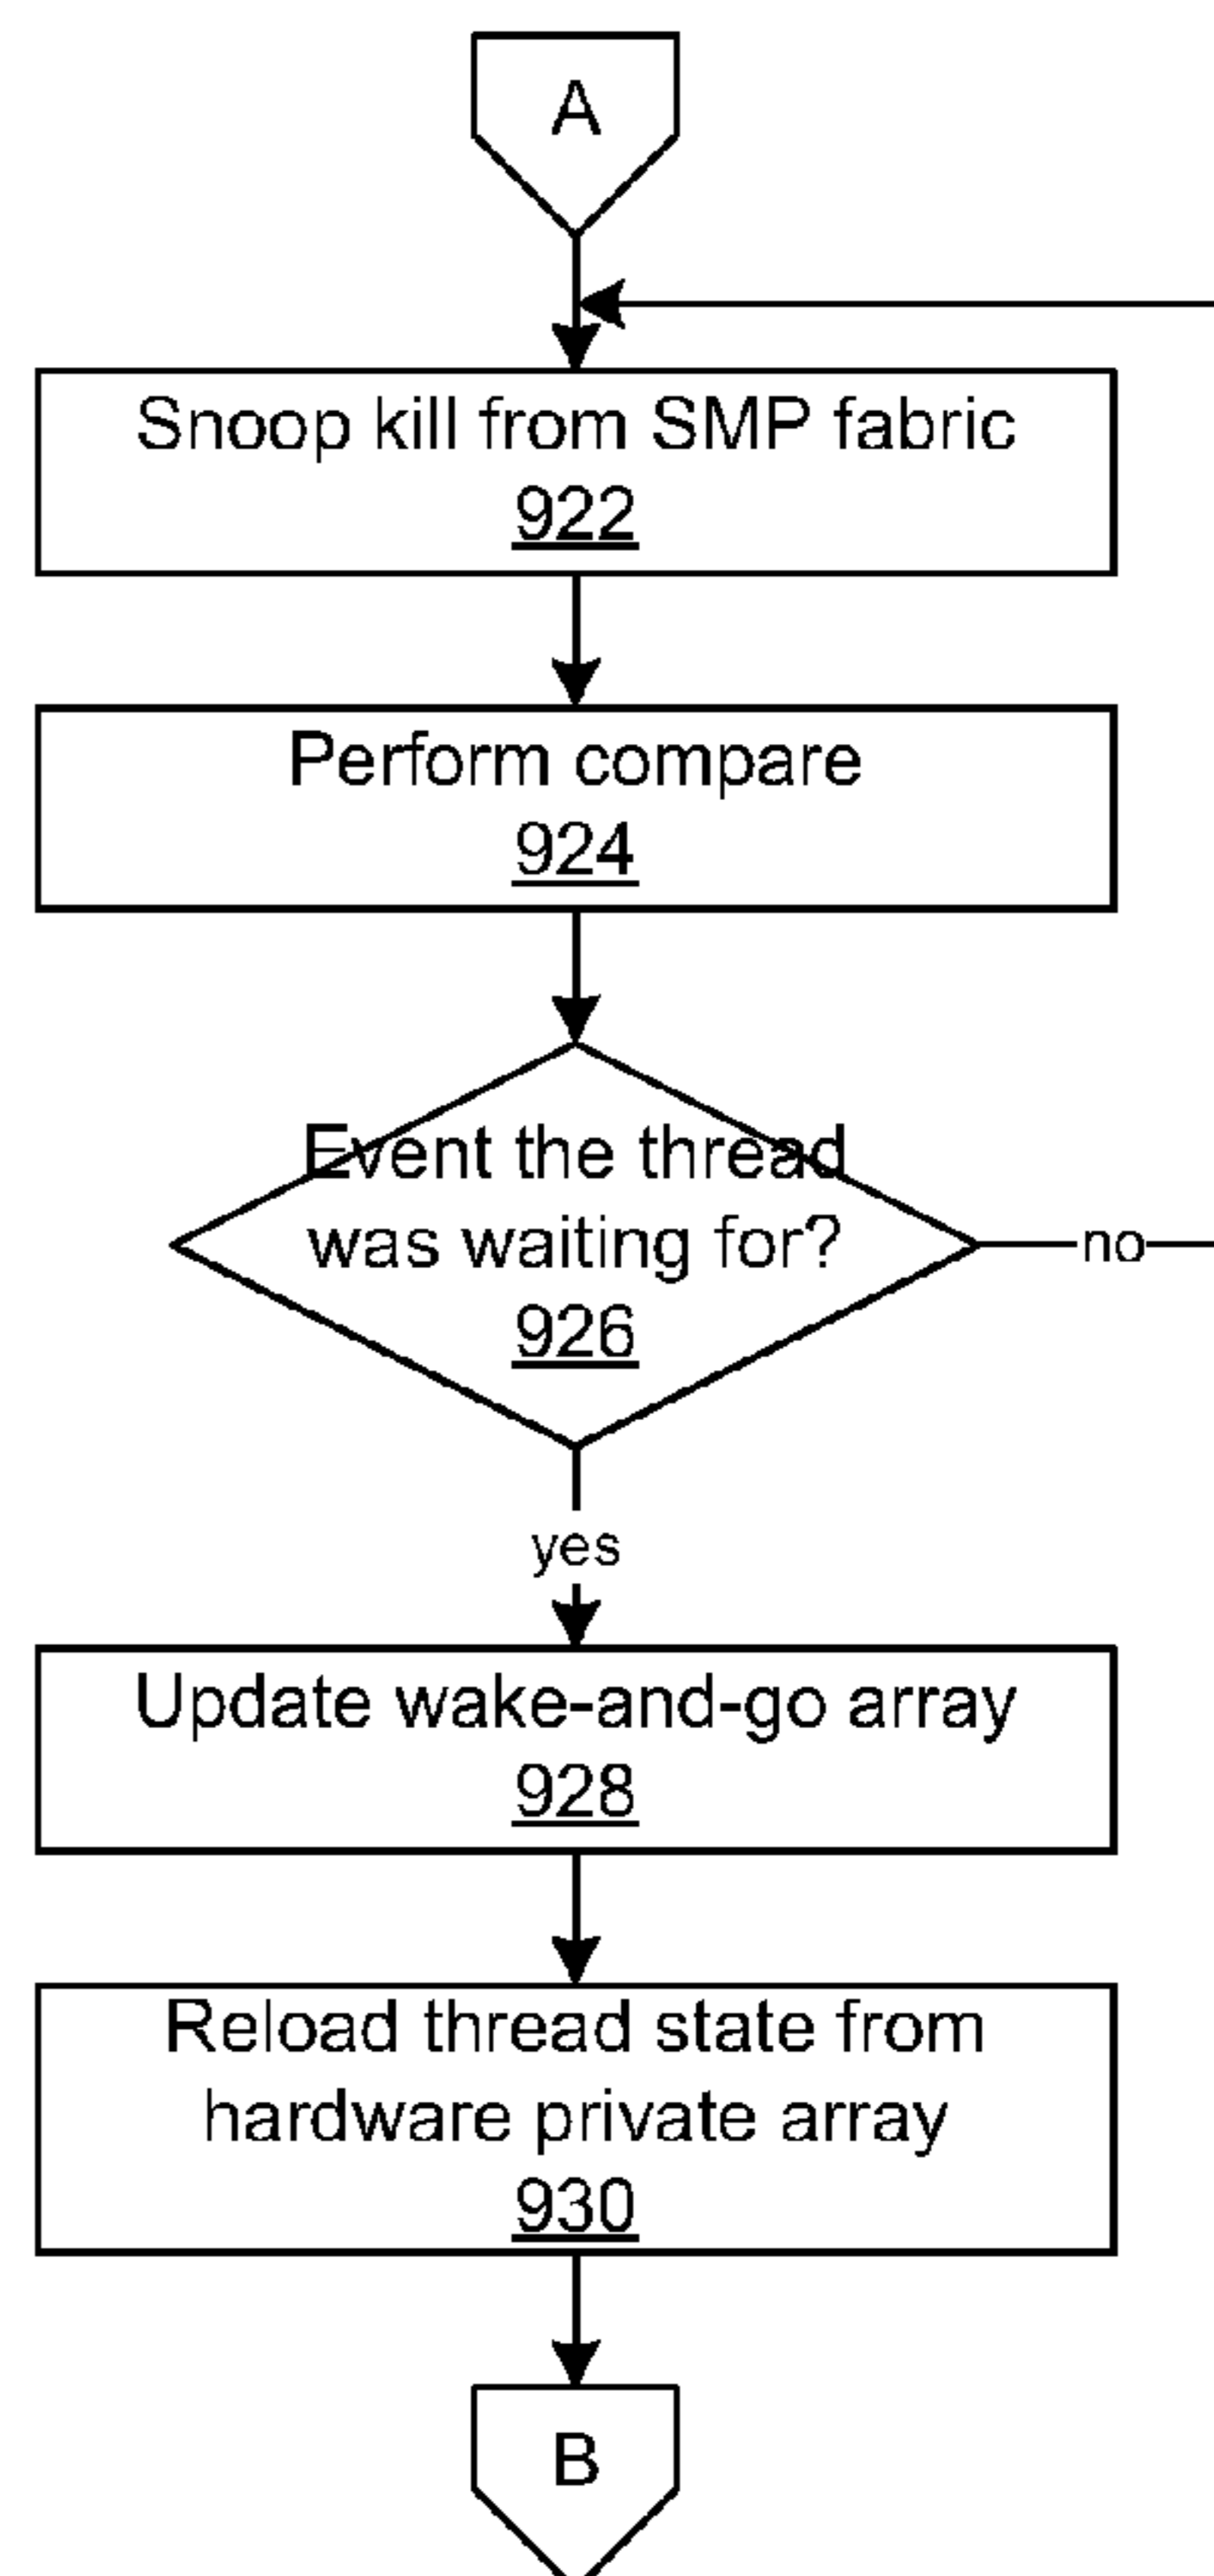 A
Snoop kill from SMP fabric
922
Perform compare
924
Event the thread
was waiting for?
926
no
yes
Update wake-and-go array
928
Reload thread state from
hardware private array
930
B